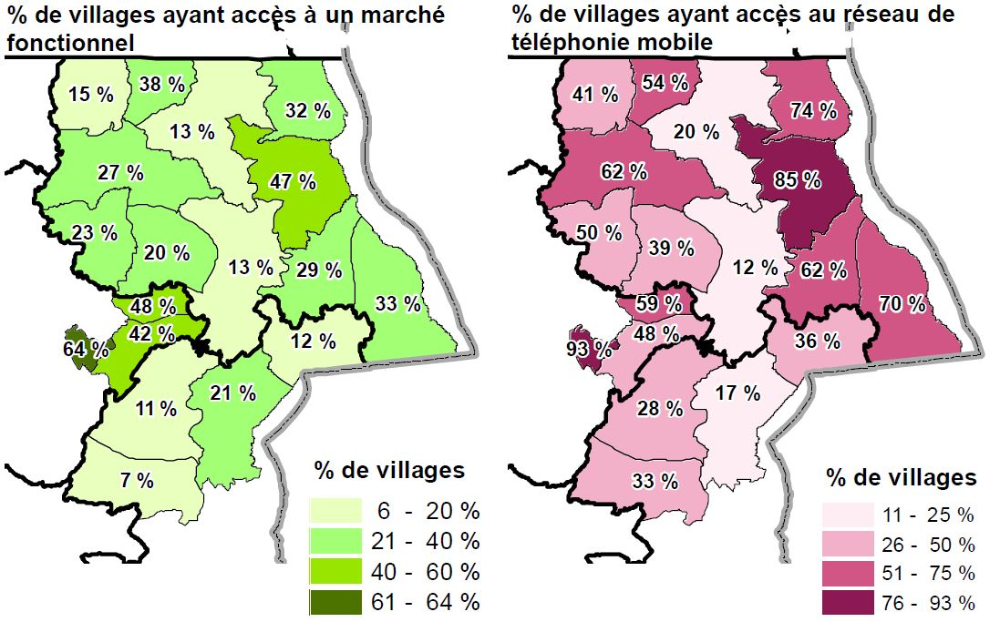 % de villages ayant accès à un marché
fonctionnel
15 %
38 %
32 %
13 %
27 %
47 %
23 %
20 %
13 %
29 %
33 %
48 %
42 %
64 %
12 %
21 %
11 %
7 %
% de villages
6 - 20 %
21 - 40 %
40 - 60 %
61 - 64 %
% de villages ayant accès au réseau de
téléphonie mobile
41 %
54 %
74 %
20 %
62 %
85 %
50 %
39 %
12 %
62 %
70 %
59 %
48 %
93 %
36 %
17 %
28 %
33 %
% de villages
11 - 25 %
26 - 50 %
51 - 75 %
76 - 93 %